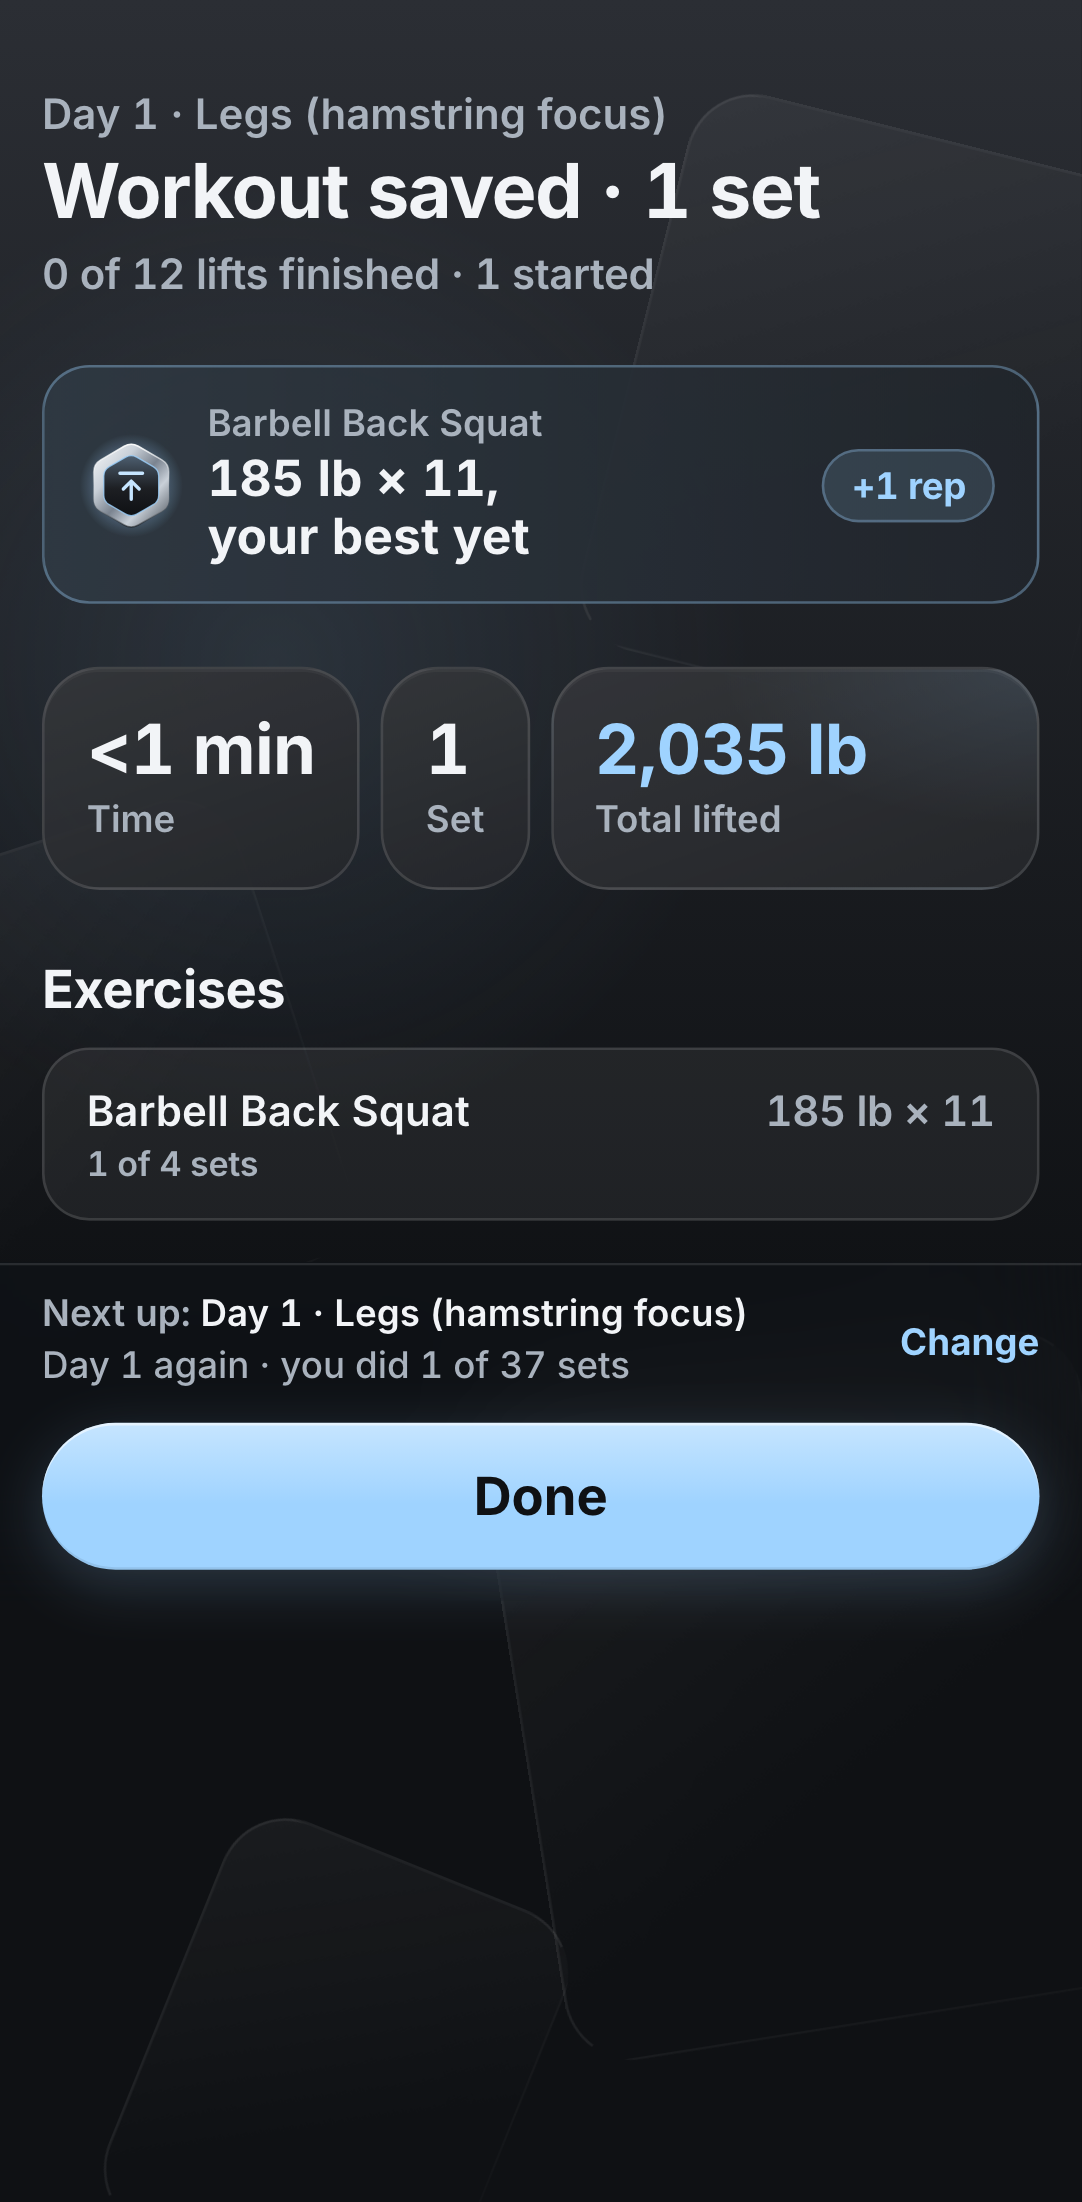 Day 1 · Legs (hamstring focus)
Workout saved · 1 set
0 of 12 lifts finished · 1 started
Barbell Back Squat
185 lb × 11,
your best yet
+1 rep
<1 min
Time
1
Set
2,035 lb
Total lifted
Exercises
Barbell Back Squat
185 lb × 11
1 of 4 sets
Next up: Day 1 · Legs (hamstring focus)
Day 1 again · you did 1 of 37 sets
Change
Done